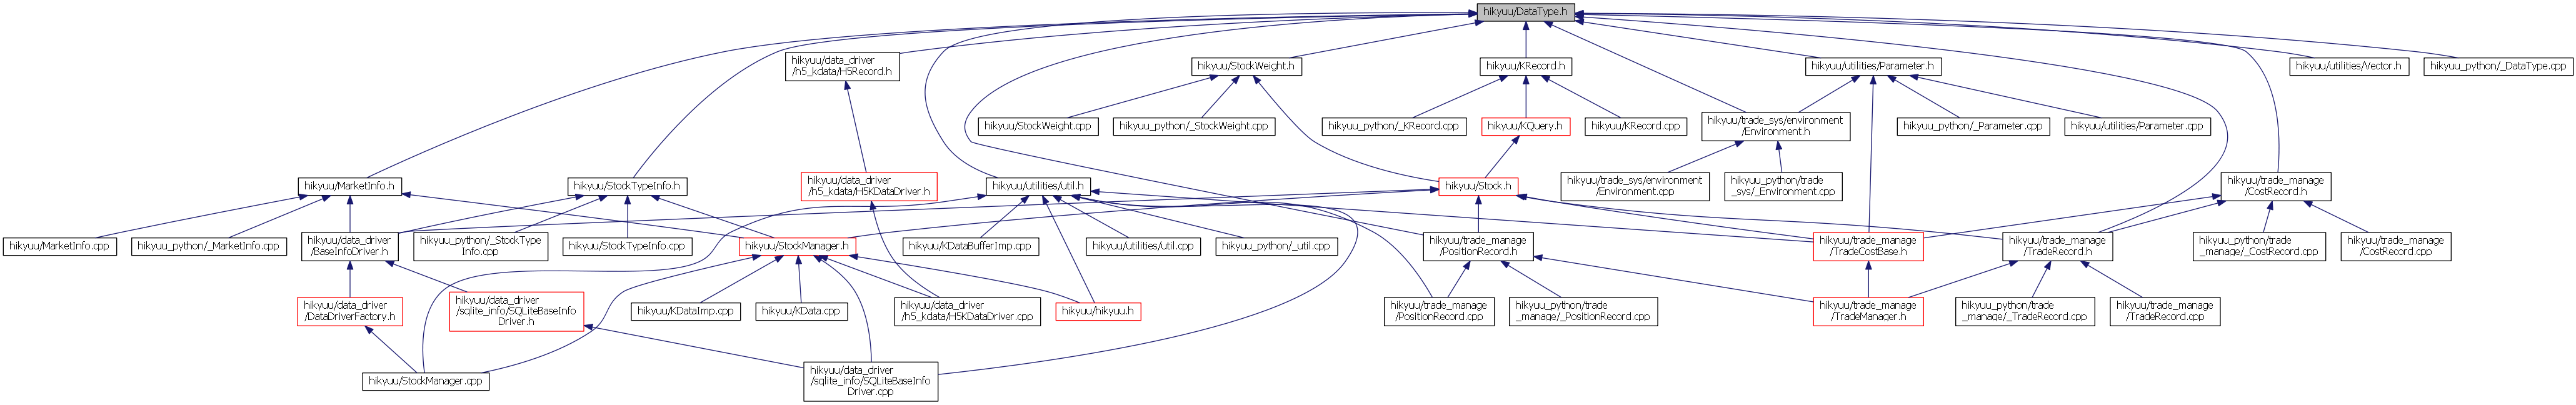 hikyuu/DataType.h
hikyuu/data_driver
/h5_kdata/H5Record.h
hikyuu/StockWeight.h
hikyuu/KRecord.h
hikyuu/utilities/Parameter.h
hikyuu/utilities/Vector.h
hikyuu_python/_DataType.cpp
hikyuu/StockWeight.cpp
hikyuu_python/_StockWeight.cpp
hikyuu_python/_KRecord.cpp
hikyuu/KQuery.h
hikyuu/KRecord.cpp
hikyuu/trade_sys/environment
/Environment.h
hikyuu_python/_Parameter.cpp
hikyuu/utilities/Parameter.cpp
hikyuu/MarketInfo.h
hikyuu/StockTypeInfo.h
hikyuu/data_driver
/h5_kdata/H5KDataDriver.h
hikyuu/utilities/util.h
hikyuu/Stock.h
hikyuu/trade_sys/environment
/Environment.cpp
hikyuu_python/trade
_sys/_Environment.cpp
hikyuu/trade_manage
/CostRecord.h
hikyuu/MarketInfo.cpp
hikyuu_python/_MarketInfo.cpp
hikyuu/data_driver
/BaseInfoDriver.h
hikyuu_python/_StockType
Info.cpp
hikyuu/StockTypeInfo.cpp
hikyuu/StockManager.h
hikyuu/KDataBufferImp.cpp
hikyuu/utilities/util.cpp
hikyuu_python/_util.cpp
hikyuu/trade_manage
/PositionRecord.h
hikyuu/trade_manage
/TradeCostBase.h
hikyuu/trade_manage
/TradeRecord.h
hikyuu_python/trade
_manage/_CostRecord.cpp
hikyuu/trade_manage
/CostRecord.cpp
hikyuu/data_driver
/DataDriverFactory.h
hikyuu/data_driver
/sqlite_info/SQLiteBaseInfo
Driver.h
hikyuu/KDataImp.cpp
hikyuu/KData.cpp
hikyuu/data_driver
/h5_kdata/H5KDataDriver.cpp
hikyuu/hikyuu.h
hikyuu/trade_manage
/PositionRecord.cpp
hikyuu_python/trade
_manage/_PositionRecord.cpp
hikyuu/trade_manage
/TradeManager.h
hikyuu_python/trade
_manage/_TradeRecord.cpp
hikyuu/trade_manage
/TradeRecord.cpp
hikyuu/StockManager.cpp
hikyuu/data_driver
/sqlite_info/SQLiteBaseInfo
Driver.cpp